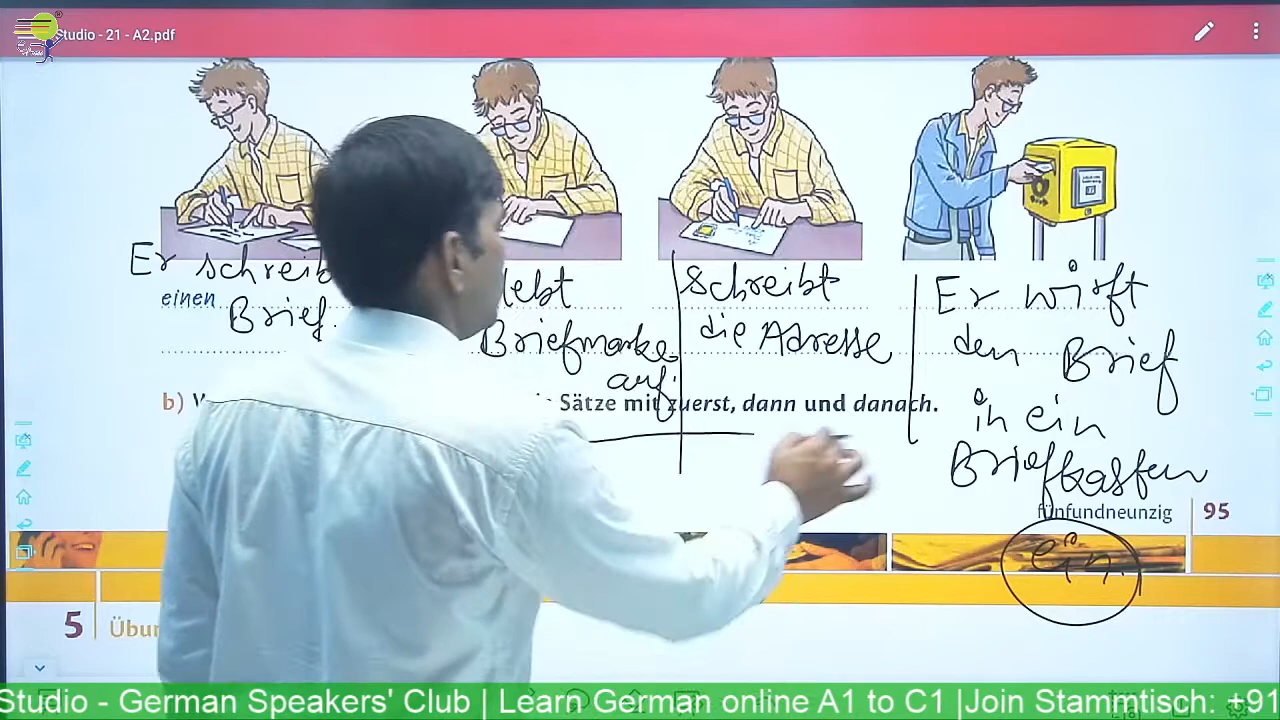 Studio - 21 - A2.pdf
Er schreib
einen
Brief.
lebt
Briefmarke
auf.
schreibt
die Adresse
Er wirft
den Brief
in ein
Briefkasten
b)
Sätze mit zuerst, dann und danach.
fünfundneunzig 95
ein.
5 Übun
Studio - German Speakers' Club | Learn German online A1 to C1 |Join Stammtisch: +91